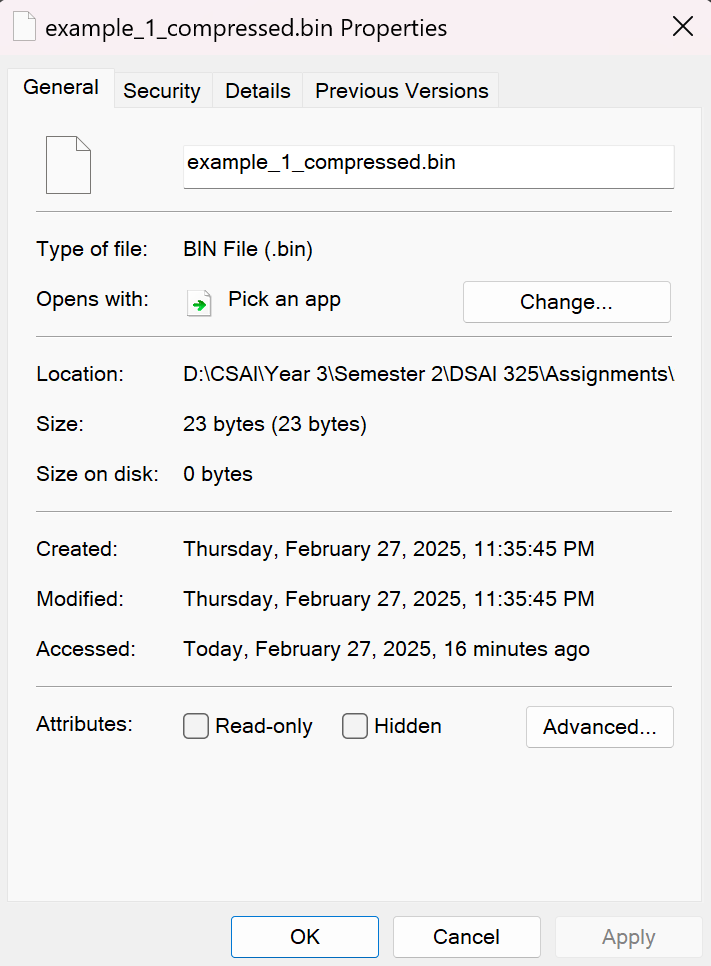 example_1_compressed.bin Properties
General Security Details Previous Versions
example_1_compressed.bin
Type of file: BIN File (.bin)
Opens with: Pick an app Change...
Location: D:\CSAI\Year 3\Semester 2\DSAI 325\Assignments\
Size: 23 bytes (23 bytes)
Size on disk: 0 bytes
Created: Thursday, February 27, 2025, 11:35:45 PM
Modified: Thursday, February 27, 2025, 11:35:45 PM
Accessed: Today, February 27, 2025, 16 minutes ago
Attributes: Read-only Hidden Advanced...
OK Cancel Apply